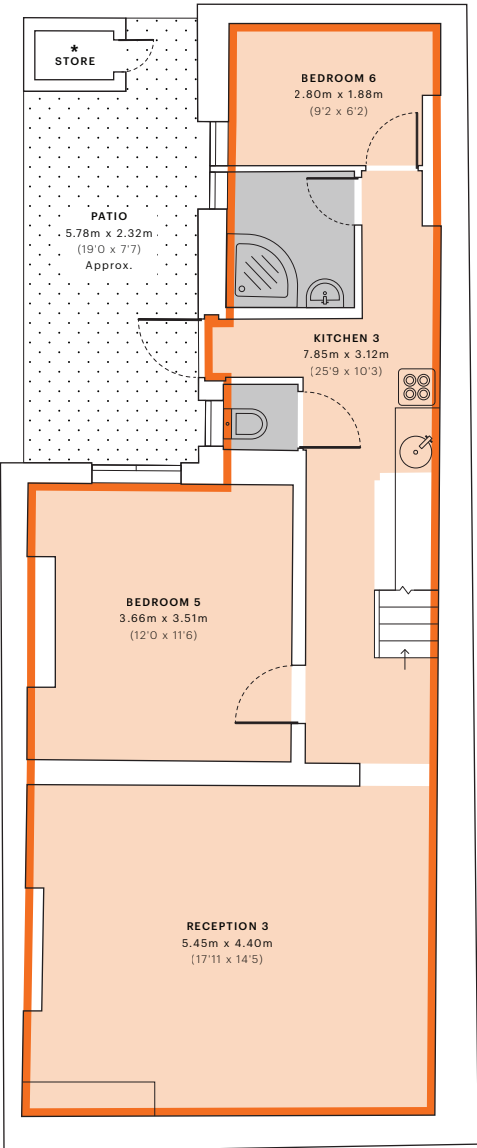 *
STORE
BEDROOM 6
2.80m x 1.88m
(9'2 x 6'2)
PATIO
5.78m x 2.32m
(19'0 x 7'7)
Approx.
KITCHEN 3
7.85m x 3.12m
(25'9 x 10'3)
BEDROOM 5
3.66m x 3.51m
(12'0 x 11'6)
RECEPTION 3
5.45m x 4.40m
(17'11 x 14'5)